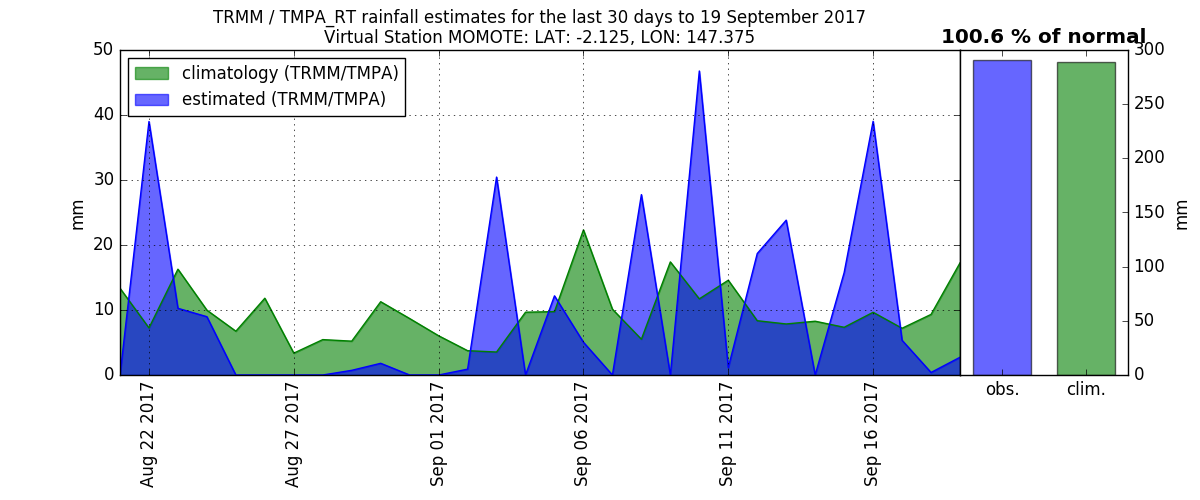 TRMM / TMPA_RT rainfall estimates for the last 30 days to 19 September 2017
Virtual Station MOMOTE: LAT: -2.125, LON: 147.375
100.6 % of normal
climatology (TRMM/TMPA)
estimated (TRMM/TMPA)
50
40
30
20
10
0
mm
Aug 22 2017
Aug 27 2017
Sep 01 2017
Sep 06 2017
Sep 11 2017
Sep 16 2017
300
250
200
150
100
50
0
mm
obs.
clim.